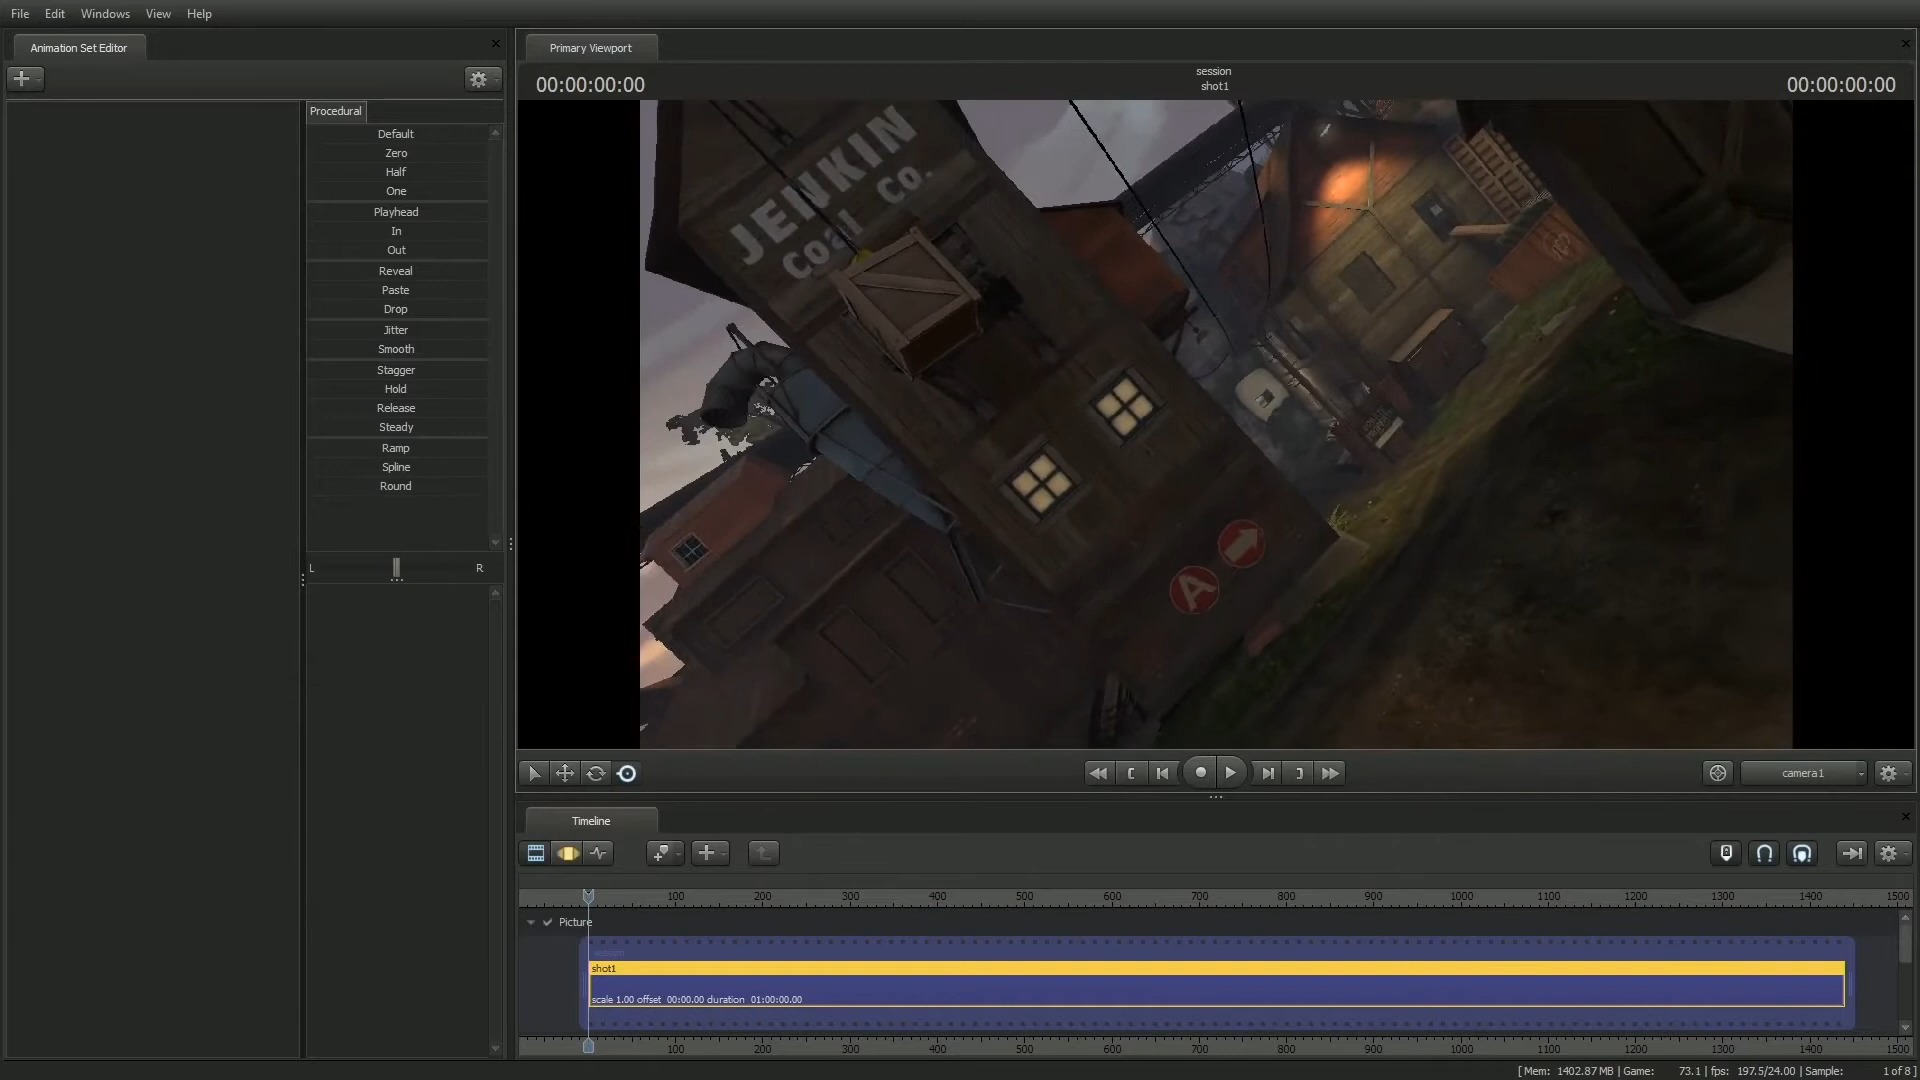 File Edit Windows View Help
Animation Set Editor
Procedural
Default
Zero
Half
One
Playhead
In
Out
Reveal
Paste
Drop
Jitter
Smooth
Stagger
Hold
Release
Steady
Ramp
Spline
Round
L R
Primary Viewport
00:00:00:00
session
shot1
00:00:00:00
JENKIN
Coal Co.
A
camera1
Timeline
100 200 300 400 500 600 700 800 900 1000 1100 1200 1300 1400 1500
Picture
session
shot1
scale 1.00 offset 00:00.00 duration 01:00:00.00
100 200 300 400 500 600 700 800 900 1000 1100 1200 1300 1400 1500
[ Mem: 1402.87 MB | Game: 73.1 | fps: 197.5/24.00 | Sample: 1 of 8 ]